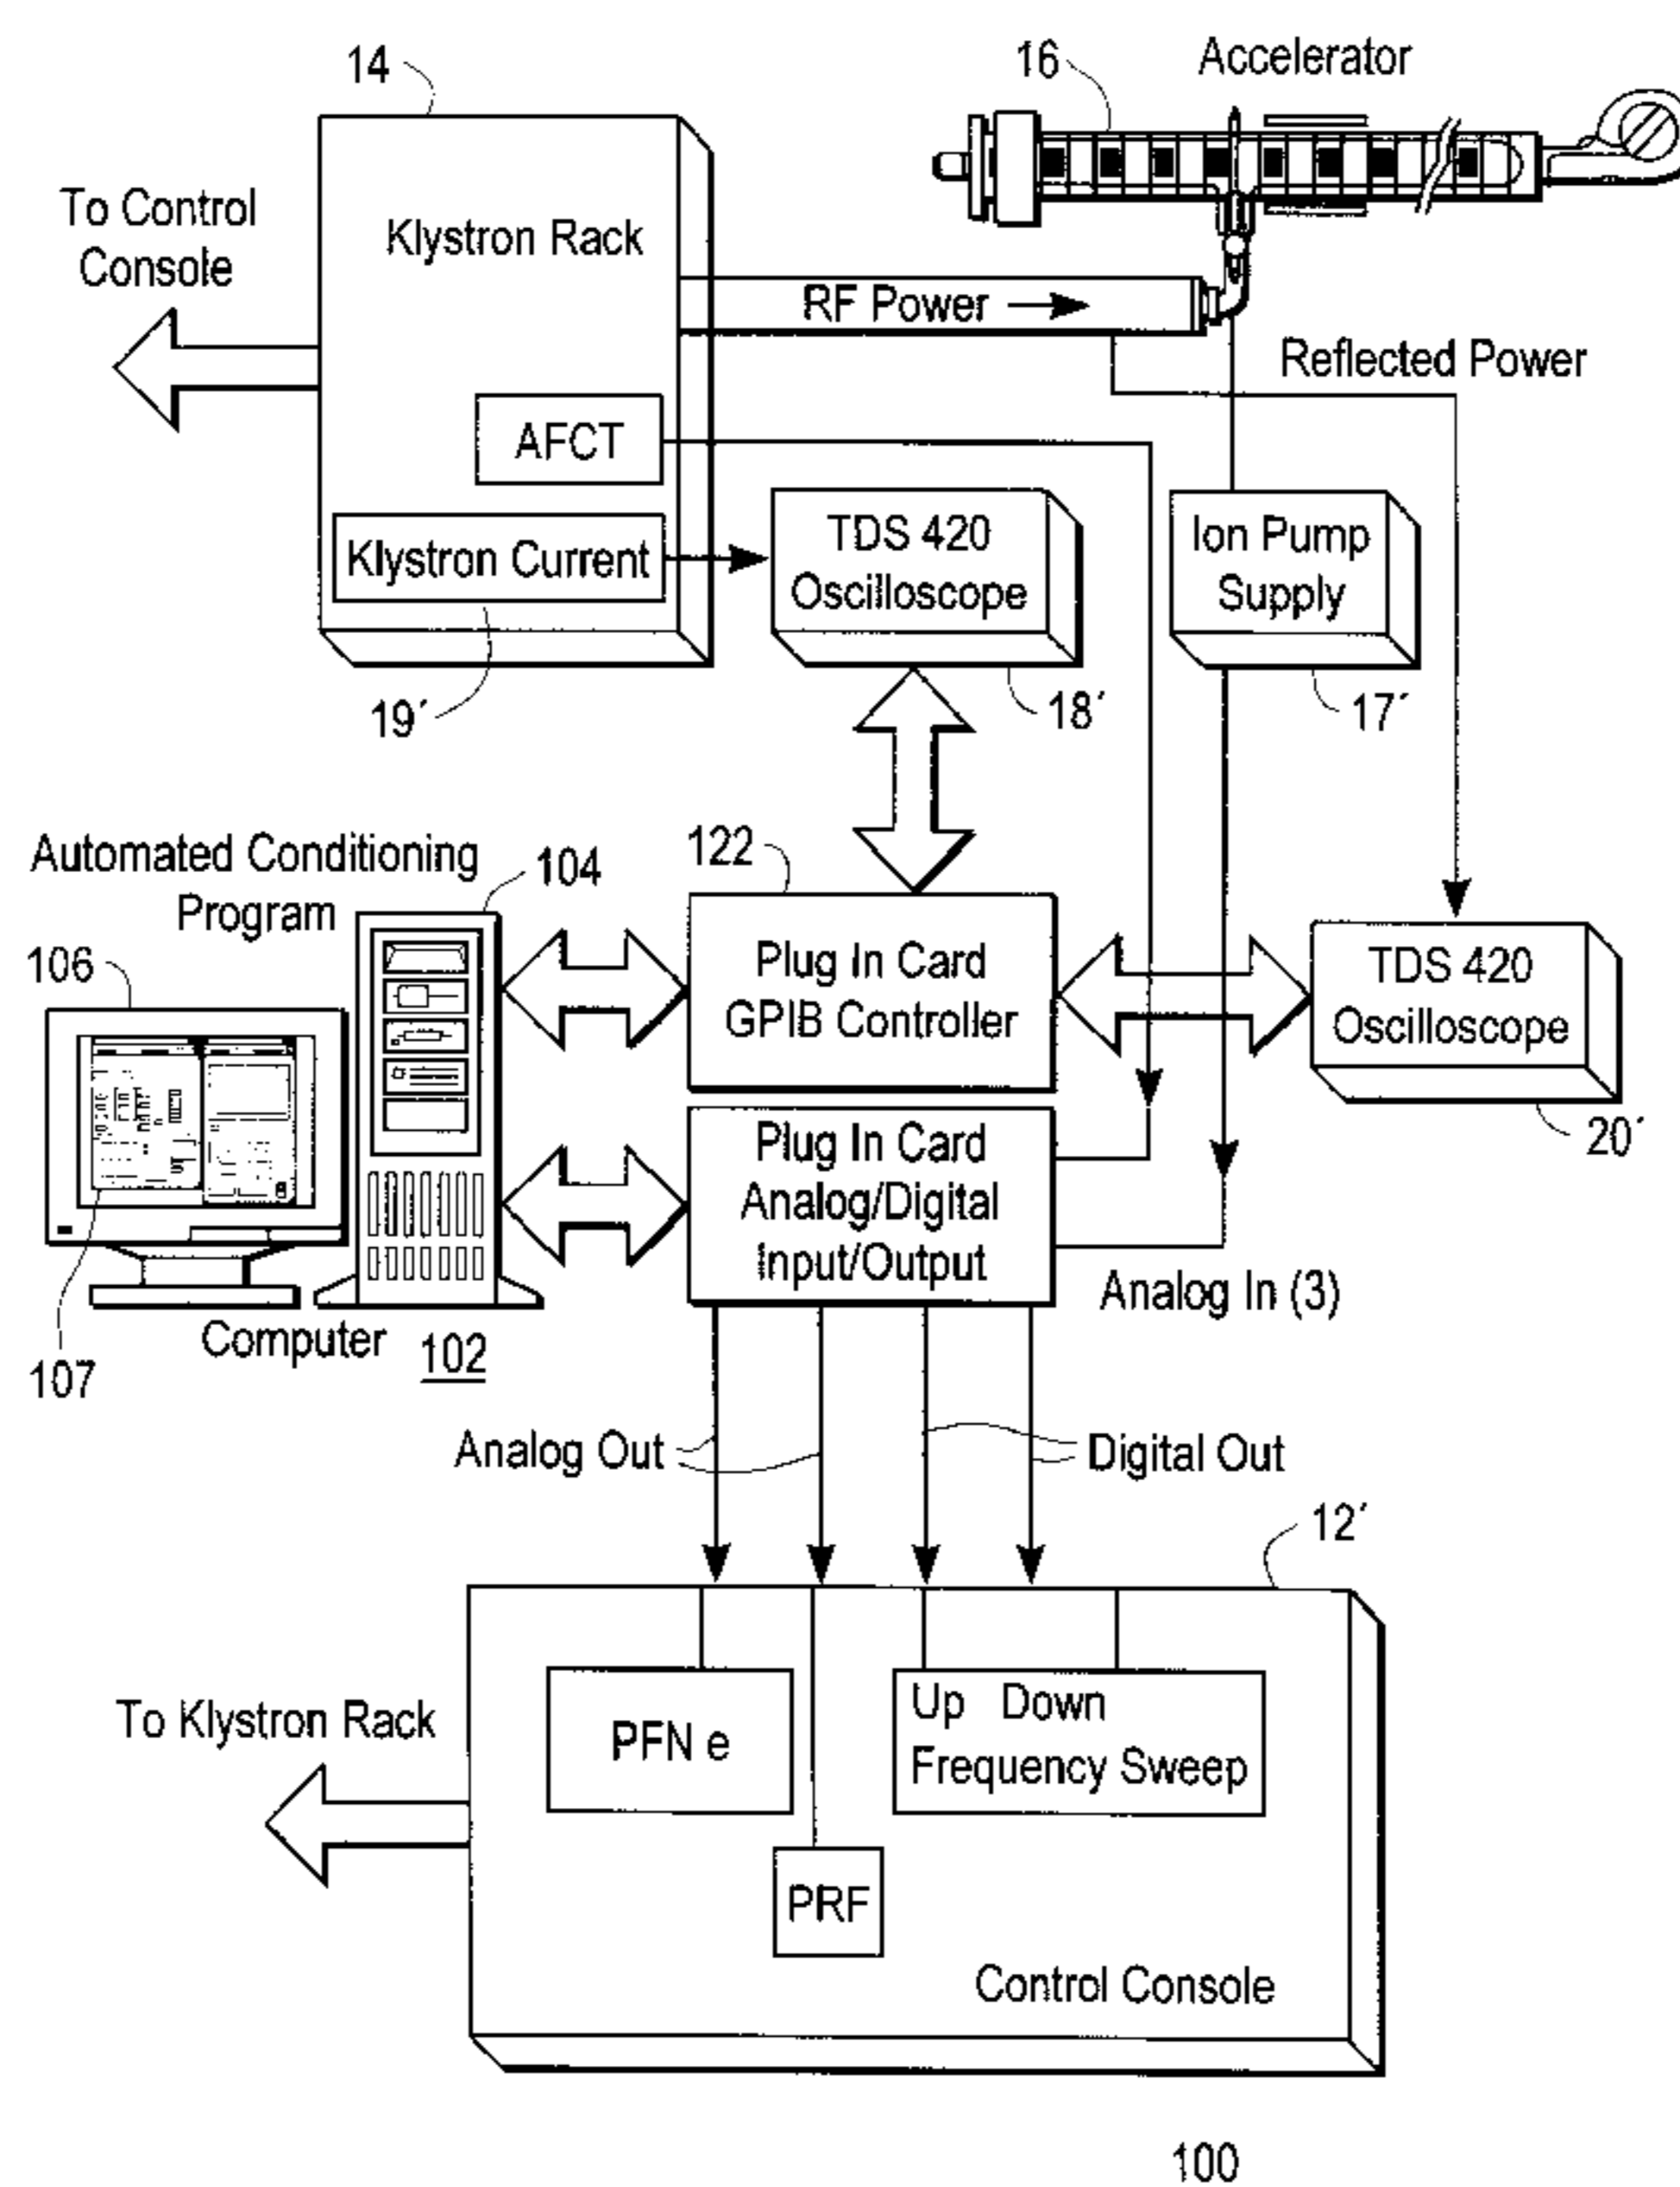 14
16
Accelerator
To Control
Console
Klystron Rack
RF Power
Reflected Power
AFCT
Klystron Current
TDS 420
Oscilloscope
Ion Pump
Supply
19´
18´
17´
Automated Conditioning
Program
104
122
106
Plug In Card
GPIB Controller
TDS 420
Oscilloscope
20´
Plug In Card
Analog/Digital
Input/Output
Analog In (3)
Computer
102
107
Analog Out
Digital Out
12´
To Klystron Rack
PFN e
Up Down
Frequency Sweep
PRF
Control Console
100